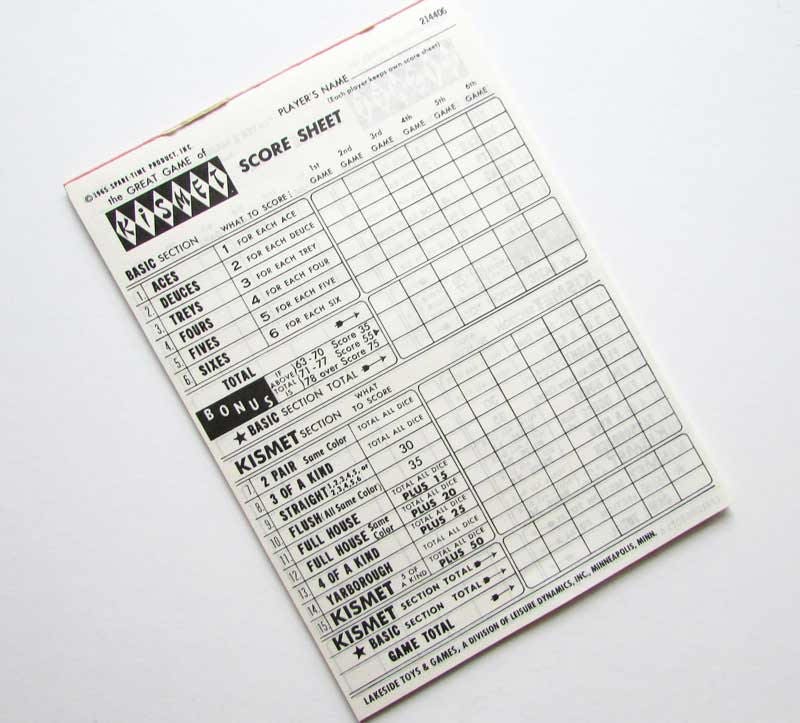 214406
PLAYER'S NAME
(Each player keeps own score sheet)
© 1965 SPARE-TIME PRODUCT, INC.
the GREAT GAME of
KISMET SCORE SHEET
1st GAME 2nd GAME 3rd GAME 4th GAME 5th GAME 6th GAME
BASIC SECTION WHAT TO SCORE:
1. ACES 1 FOR EACH ACE
2. DEUCES 2 FOR EACH DEUCE
3. TREYS 3 FOR EACH TREY
4. FOURS 4 FOR EACH FOUR
5. FIVES 5 FOR EACH FIVE
6. SIXES 6 FOR EACH SIX
TOTAL
BONUS IF ABOVE TOTAL IS
63-70 Score 35
71-77 Score 55
78 over Score 75
★ BASIC SECTION TOTAL
KISMET SECTION WHAT TO SCORE
7. 2 PAIR Same Color TOTAL ALL DICE
8. 3 OF A KIND TOTAL ALL DICE
9. STRAIGHT 1,2,3,4,5, or 2,3,4,5,6 30
10. FLUSH (All Same Color) 35
11. FULL HOUSE TOTAL ALL DICE PLUS 15
12. FULL HOUSE Same Color TOTAL ALL DICE PLUS 20
13. 4 OF A KIND TOTAL ALL DICE PLUS 25
14. YARBOROUGH TOTAL ALL DICE
15. KISMET 5 OF A KIND TOTAL ALL DICE PLUS 50
KISMET SECTION TOTAL
★ BASIC SECTION TOTAL
GAME TOTAL
LAKESIDE TOYS & GAMES, A DIVISION OF LEISURE DYNAMICS, INC., MINNEAPOLIS, MINN.